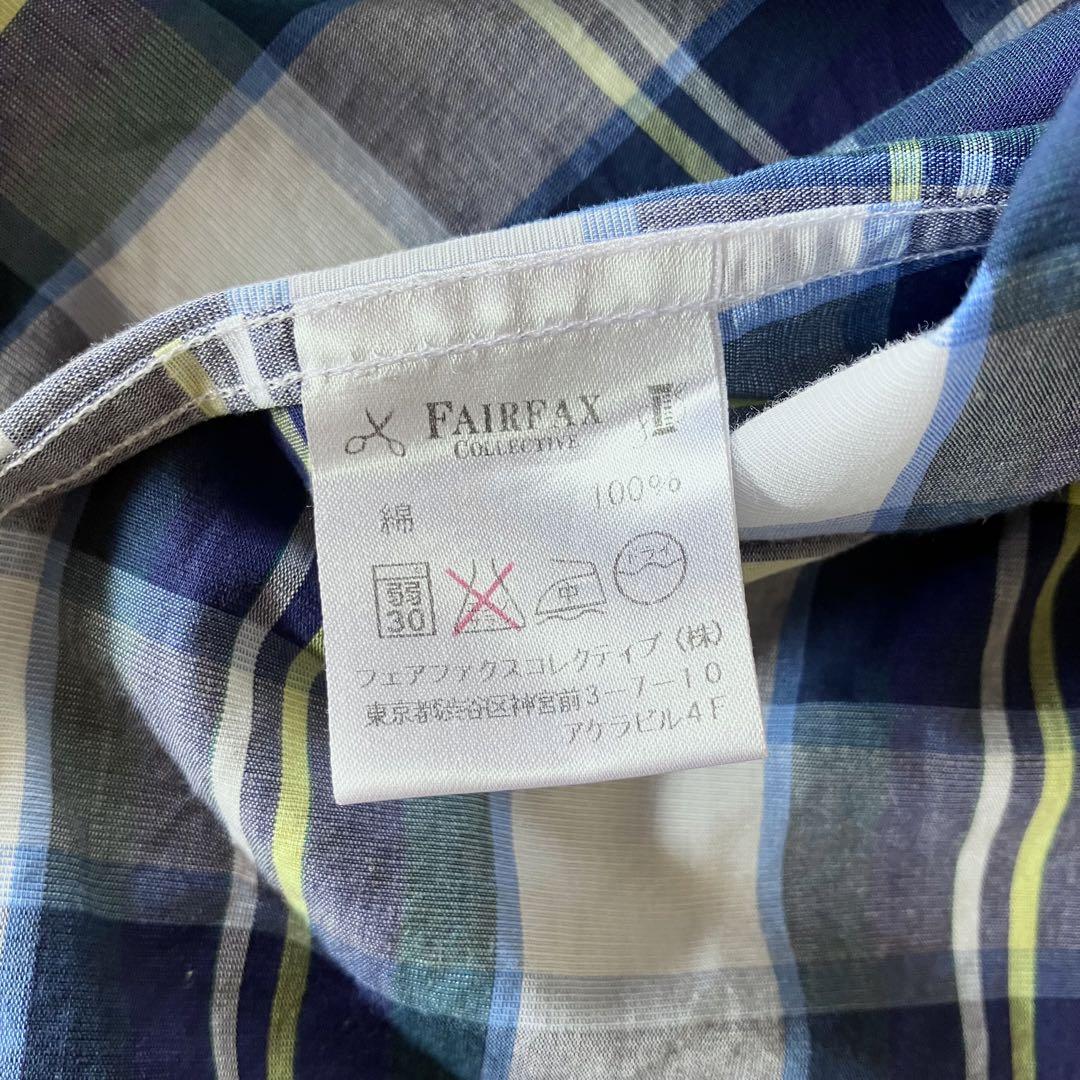 FAIRFAX
COLLECTIVE
綿 100%
弱 30 中 ドライ
フェアファクスコレクティブ(株)
東京都渋谷区神宮前3-7-10
アケラビル4F